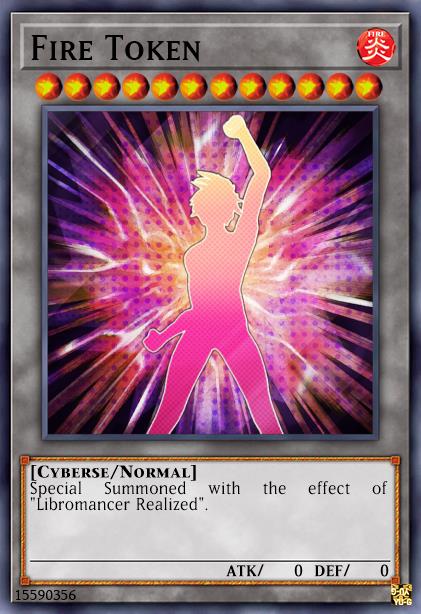 Fire Token
FIRE
炎
[Cyberse/Normal]
Special Summoned with the effect of
"Libromancer Realized".
ATK/ 0 DEF/ 0
15590356